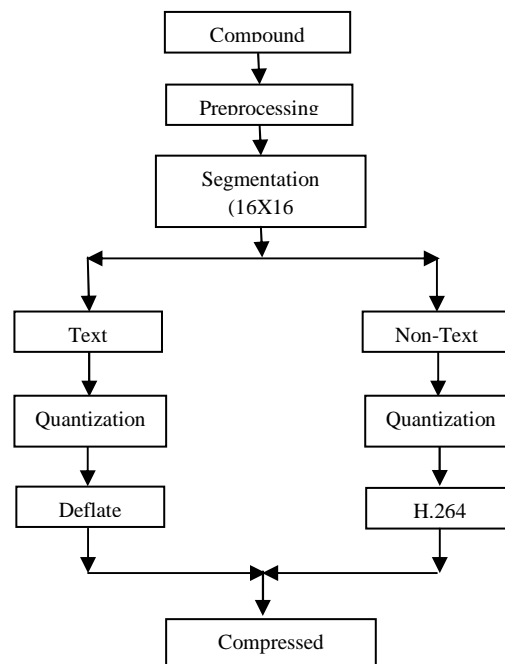 Compound
Preprocessing
Segmentation
(16X16
Text
Non-Text
Quantization
Quantization
Deflate
H.264
Compressed